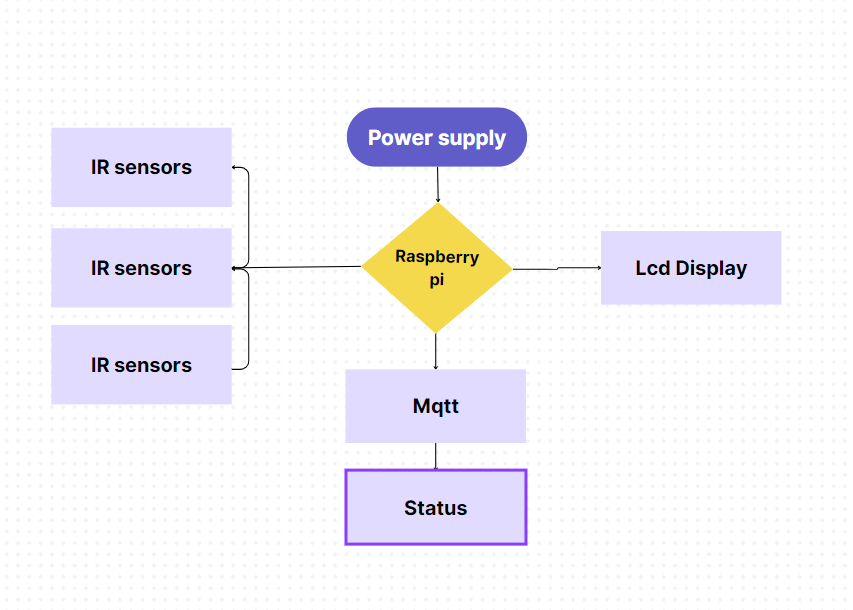 Power supply
IR sensors
IR sensors
Raspberry
pi
Lcd Display
IR sensors
Mqtt
Status